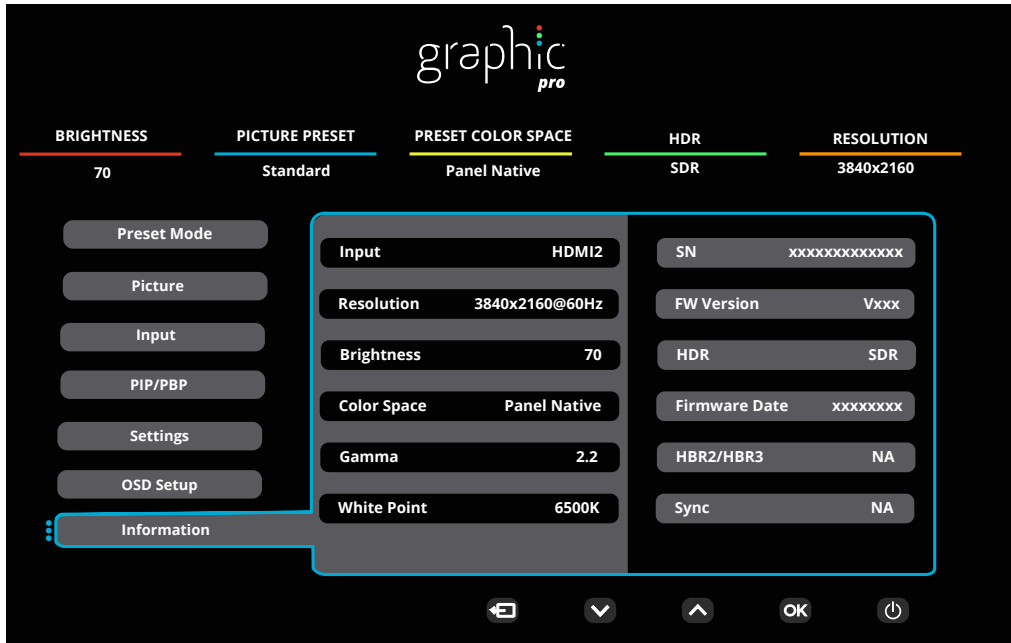 graphic
pro
BRIGHTNESS PICTURE PRESET PRESET COLOR SPACE HDR RESOLUTION
70 Standard Panel Native SDR 3840x2160
Preset Mode
Picture
Input
PIP/PBP
Settings
OSD Setup
Information
Input HDMI2
Resolution 3840x2160@60Hz
Brightness 70
Color Space Panel Native
Gamma 2.2
White Point 6500K
SN xxxxxxxxxxxxx
FW Version Vxxx
HDR SDR
Firmware Date xxxxxxxx
HBR2/HBR3 NA
Sync NA
OK